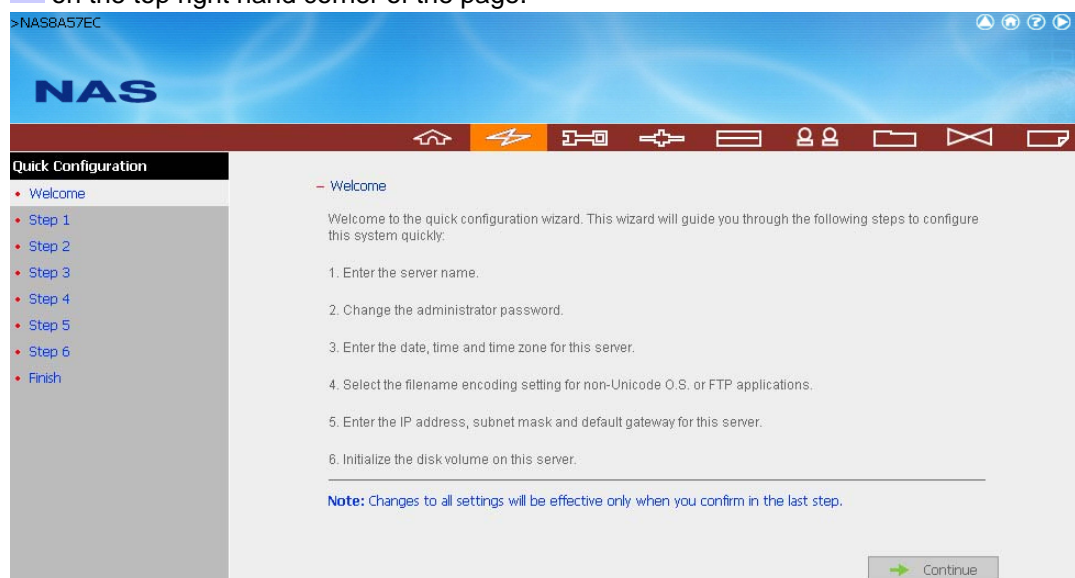 on the top right hand corner of the page.
>NAS8A57EC
NAS
Quick Configuration
• Welcome
• Step 1
• Step 2
• Step 3
• Step 4
• Step 5
• Step 6
• Finish
– Welcome
Welcome to the quick configuration wizard. This wizard will guide you through the following steps to configure
this system quickly:
1. Enter the server name.
2. Change the administrator password.
3. Enter the date, time and time zone for this server.
4. Select the filename encoding setting for non-Unicode O.S. or FTP applications.
5. Enter the IP address, subnet mask and default gateway for this server.
6. Initialize the disk volume on this server.
Note: Changes to all settings will be effective only when you confirm in the last step.
Continue